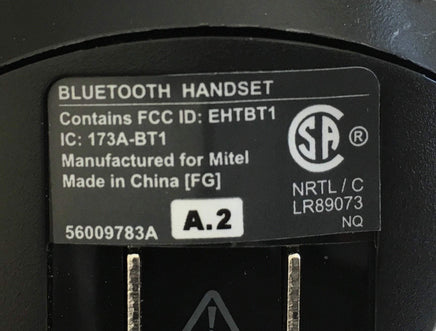 BLUETOOTH HANDSET
Contains FCC ID: EHTBT1
IC: 173A-BT1
Manufactured for Mitel
Made in China [FG]
56009783A
A.2
SA ®
NRTL / C
LR89073
NQ